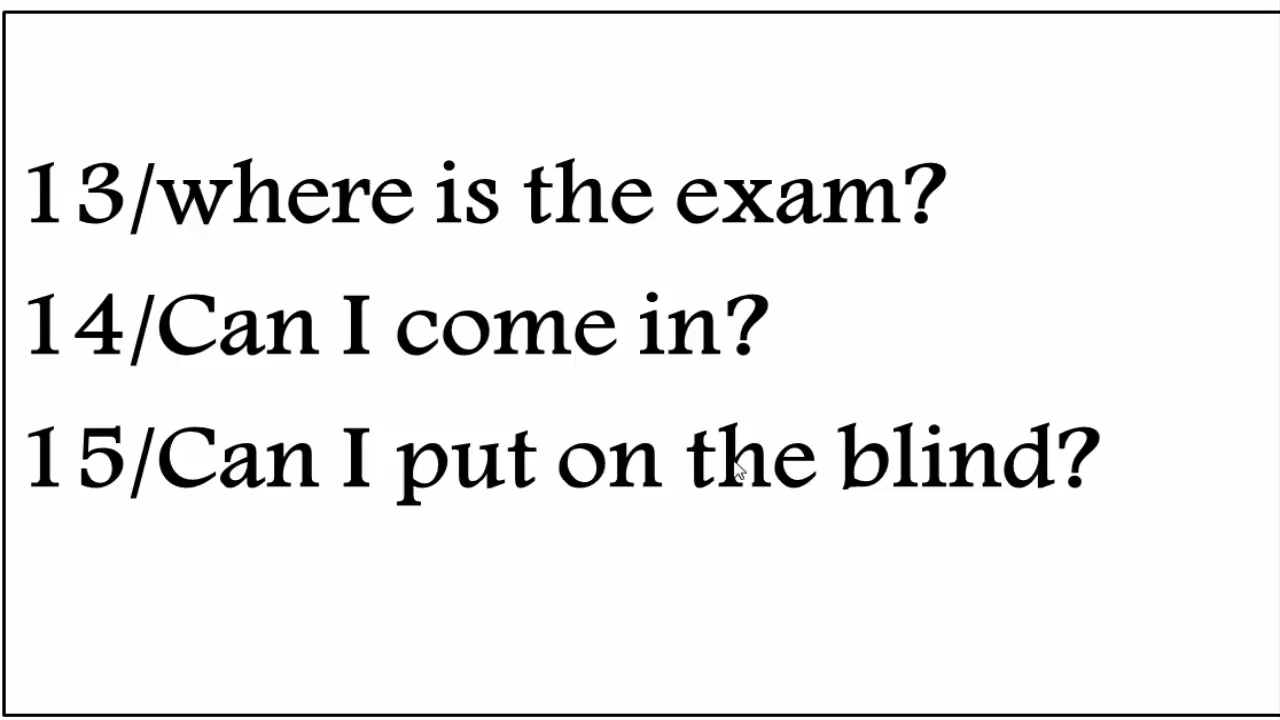 13/where is the exam?
14/Can I come in?
15/Can I put on the blind?